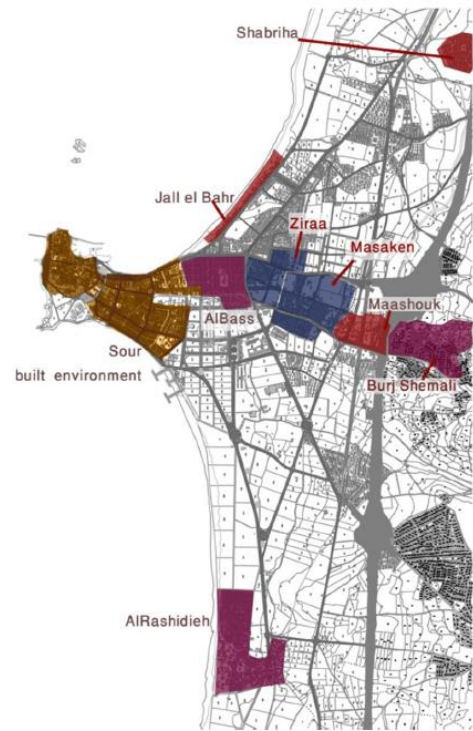 Shabriha
Jall el Bahr
Ziraa
Masaken
AlBass
Maashouk
Sour
built environment
Burj Shemali
AlRashidieh